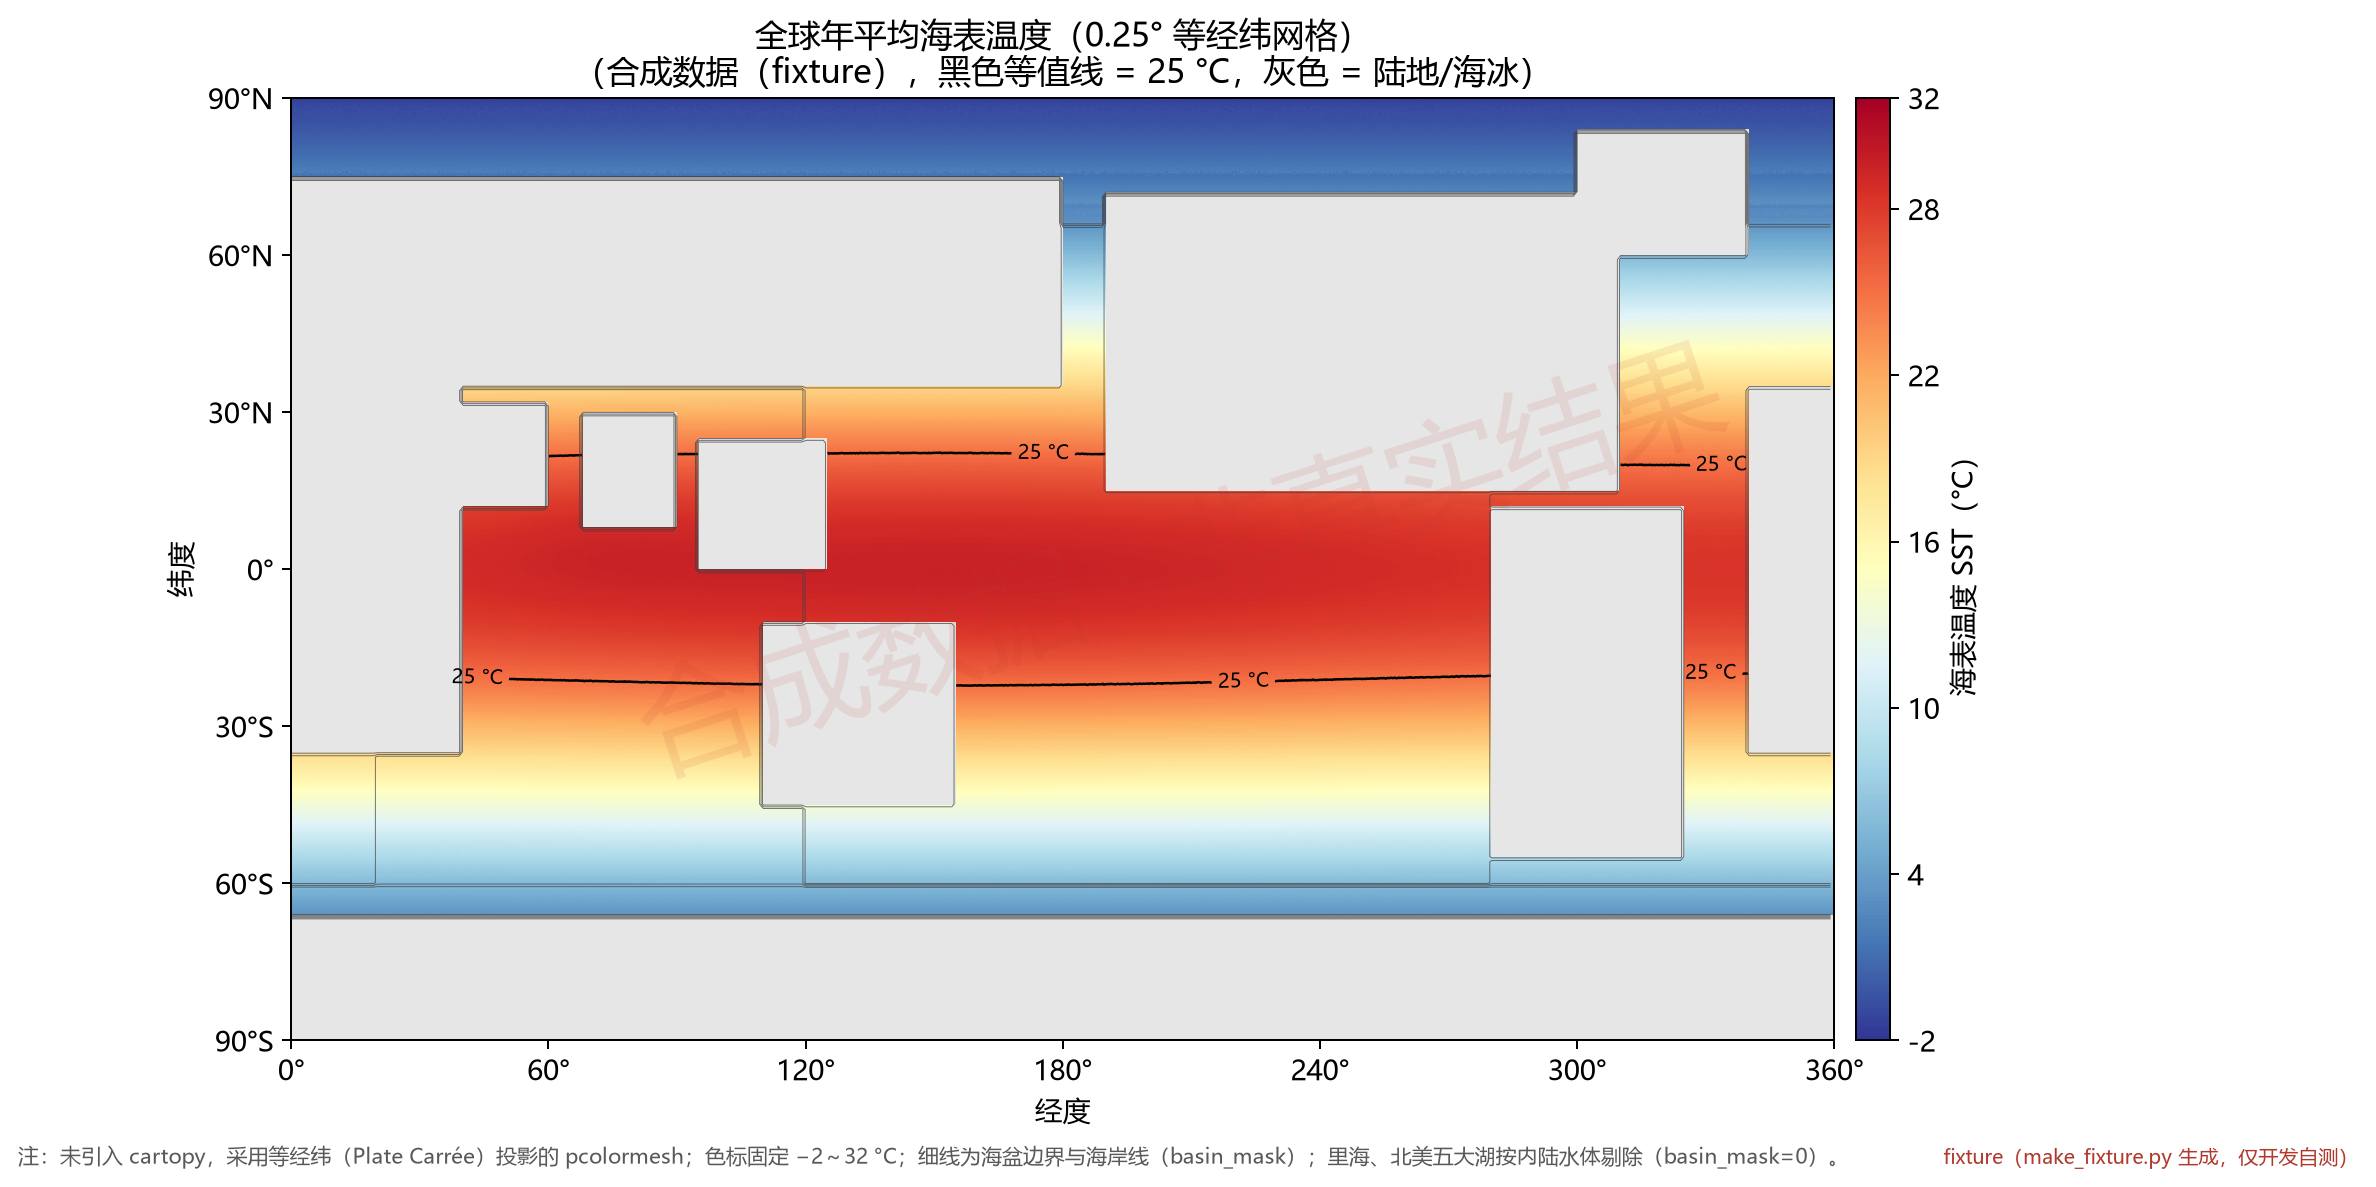 全球年平均海表温度（0.25° 等经纬网格）
（合成数据（fixture），黑色等值线 = 25 °C，灰色 = 陆地/海冰）
90°N
60°N
30°N
0°
30°S
60°S
90°S
纬度
25 °C
25 °C
25 °C
25 °C
25 °C
合成数据 真实结果
0°
60°
120°
180°
240°
300°
360°
经度
32
28
22
16
10
4
-2
海表温度 SST（°C）
注：未引入 cartopy，采用等经纬（Plate Carrée）投影的 pcolormesh；色标固定 −2～32 °C；细线为海盆边界与海岸线（basin_mask）；里海、北美五大湖按内陆水体剔除（basin_mask=0）。
fixture（make_fixture.py 生成，仅开发自测）